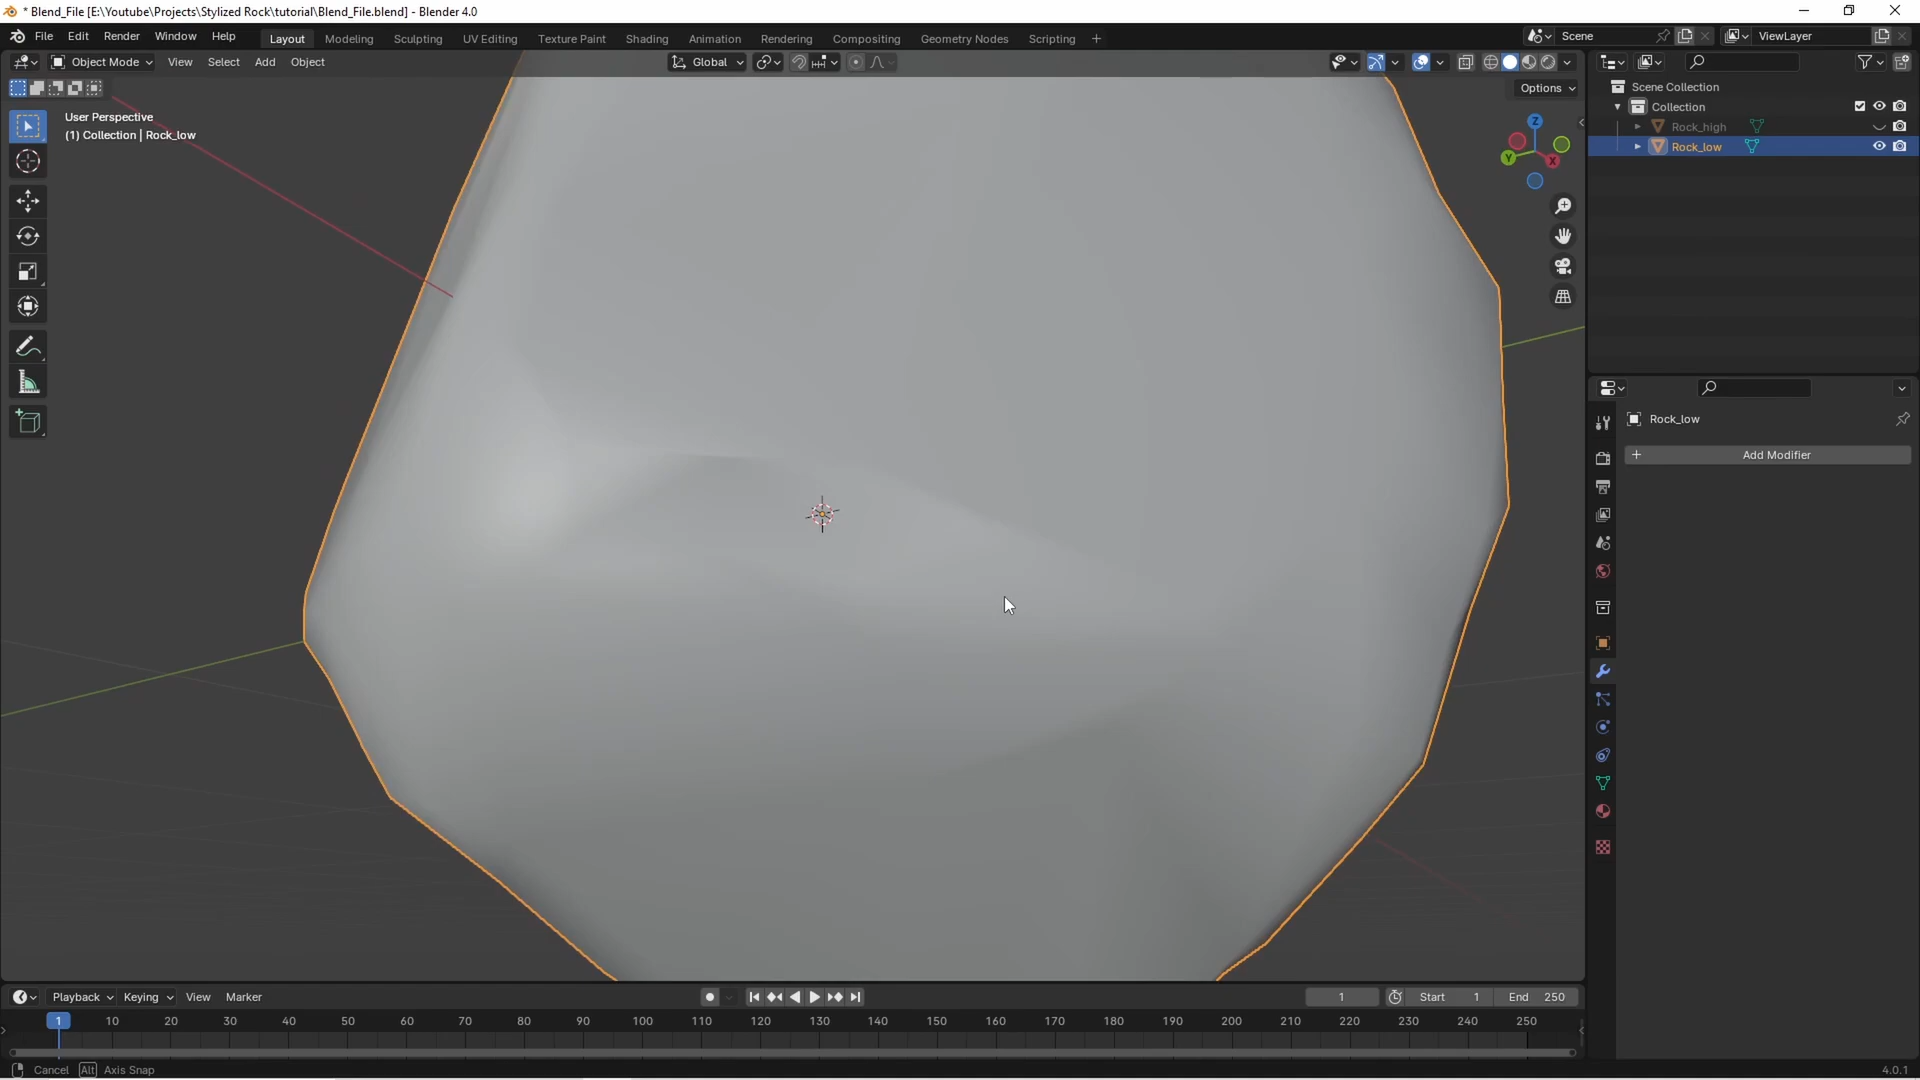 * Blend_File [E:\Youtube\Projects\Stylized Rock\tutorial\Blend_File.blend] - Blender 4.0
File Edit Render Window Help Layout Modeling Sculpting UV Editing Texture Paint Shading Animation Rendering Compositing Geometry Nodes Scripting + Scene ViewLayer
Object Mode View Select Add Object Global
Options
User Perspective
(1) Collection | Rock_low
Z
Y
X
Scene Collection
Collection
Rock_high
Rock_low
Rock_low
+ Add Modifier
Playback Keying View Marker 1 Start 1 End 250
1 10 20 30 40 50 60 70 80 90 100 110 120 130 140 150 160 170 180 190 200 210 220 230 240 250
Cancel Alt Axis Snap 4.0.1